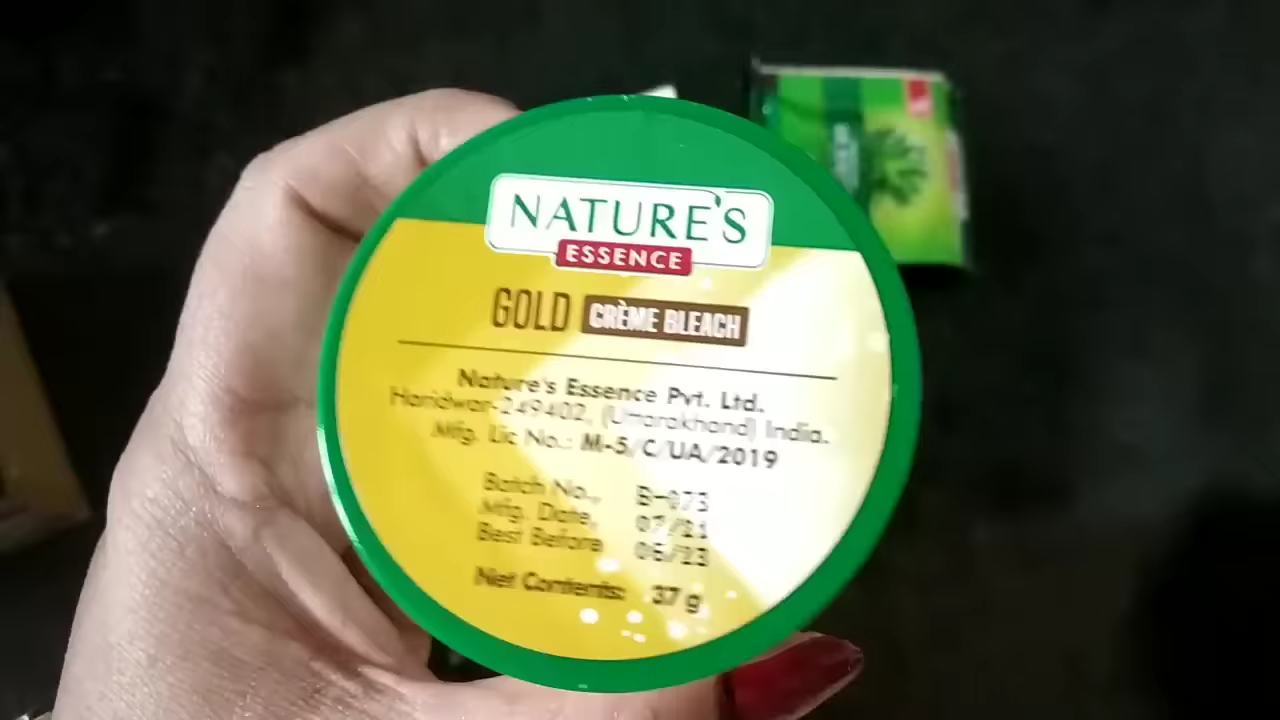 NATURE'S
ESSENCE
GOLD CRÈME BLEACH
Nature's Essence Pvt. Ltd.
Haridwar-249402, (Uttarakhand) India.
Mfg. Lic No.: M-5/C/UA/2019
Batch No., B-073
Mfg. Date, 07/21
Best Before 06/23
Net Contents: 37 g